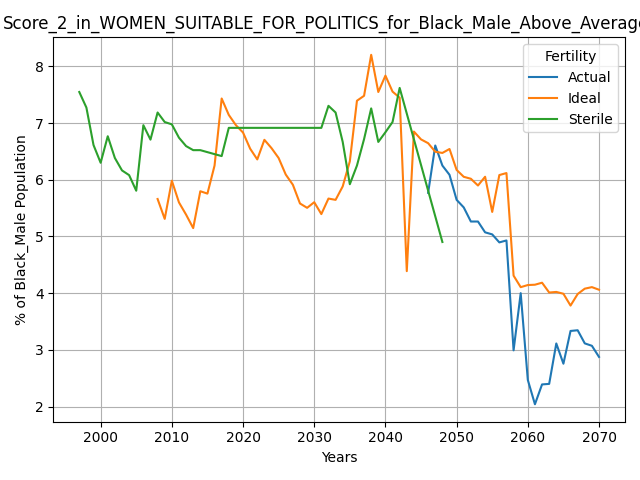 Score_2_in_WOMEN_SUITABLE_FOR_POLITICS_for_Black_Male_Above_Average
Fertility
Actual
Ideal
Sterile
% of Black_Male Population
8
7
6
5
4
3
2
2000 2010 2020 2030 2040 2050 2060 2070
Years